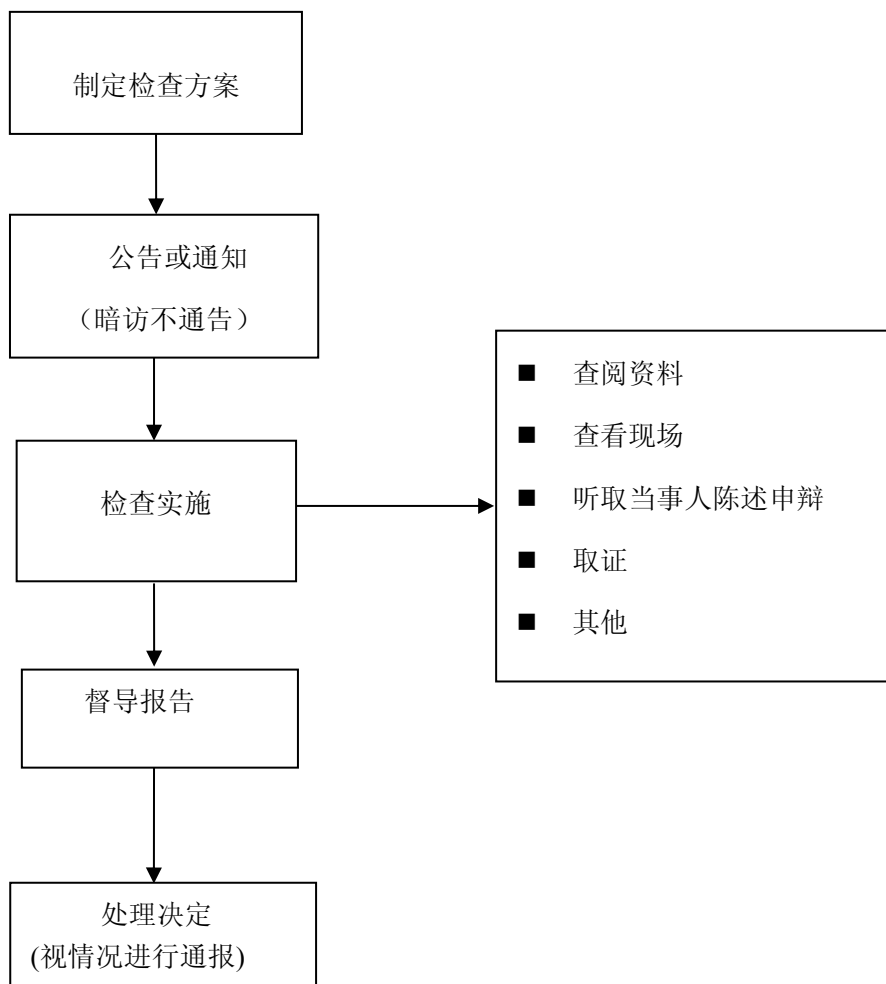 制定检查方案
公告或通知
（暗访不通告）
检查实施
■ 查阅资料
■ 查看现场
■ 听取当事人陈述申辩
■ 取证
■ 其他
督导报告
处理决定
(视情况进行通报)